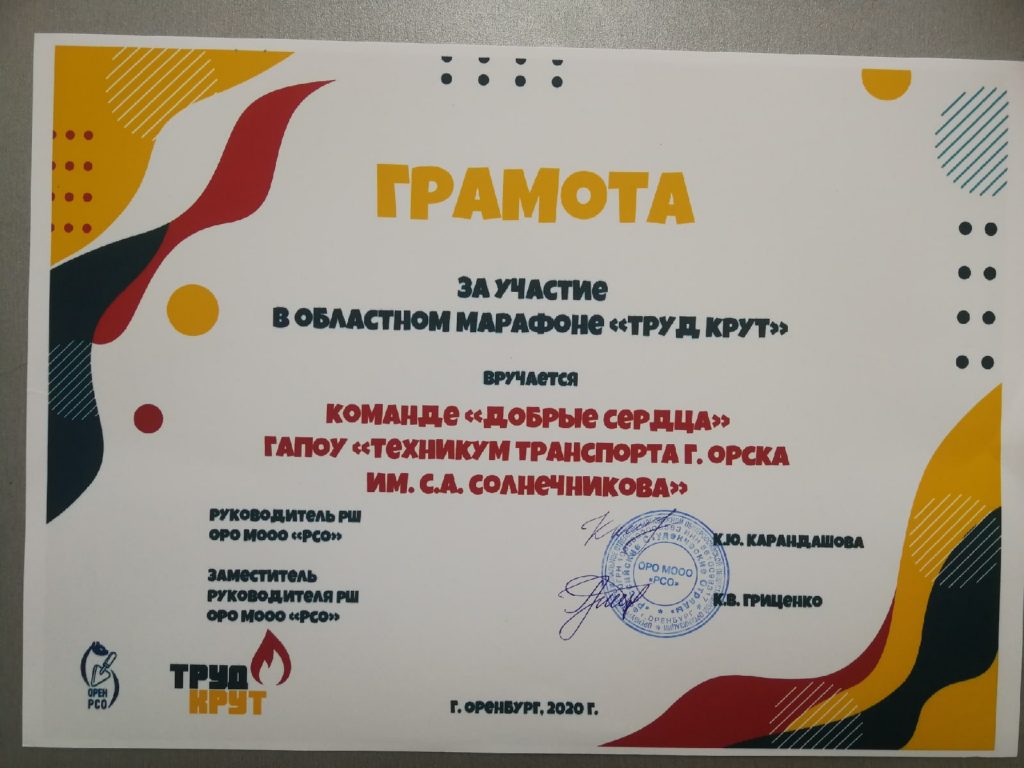 ГРАМОТА
ЗА УЧАСТИЕ
В ОБЛАСТНОМ МАРАФОНЕ «ТРУД КРУТ»
ВРУЧАЕТСЯ
КОМАНДЕ «ДОБРЫЕ СЕРДЦА»
ГАПОУ «ТЕХНИКУМ ТРАНСПОРТА Г. ОРСКА
ИМ. С.А. СОЛНЕЧНИКОВА»
РУКОВОДИТЕЛЬ РШ
ОРО МООО «РСО»
К.Ю. КАРАНДАШОВА
ЗАМЕСТИТЕЛЬ
РУКОВОДИТЕЛЯ РШ
ОРО МООО «РСО»
К.В. ГРИЦЕНКО
ОРО МООО
«РСО»
ОРЕН
РСО
ТРУД
КРУТ
Г. ОРЕНБУРГ, 2020 Г.